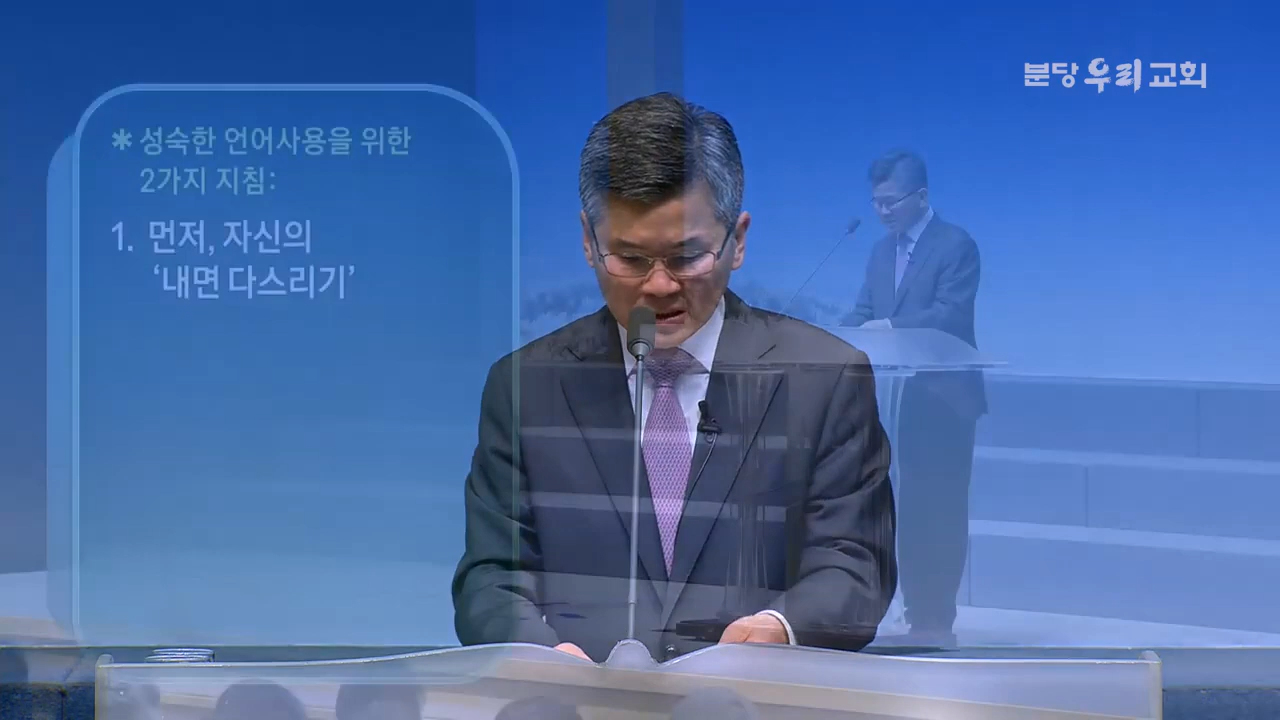 분당우리교회
* 성숙한 언어사용을 위한
2가지 지침:
1. 먼저, 자신의
‘내면 다스리기’